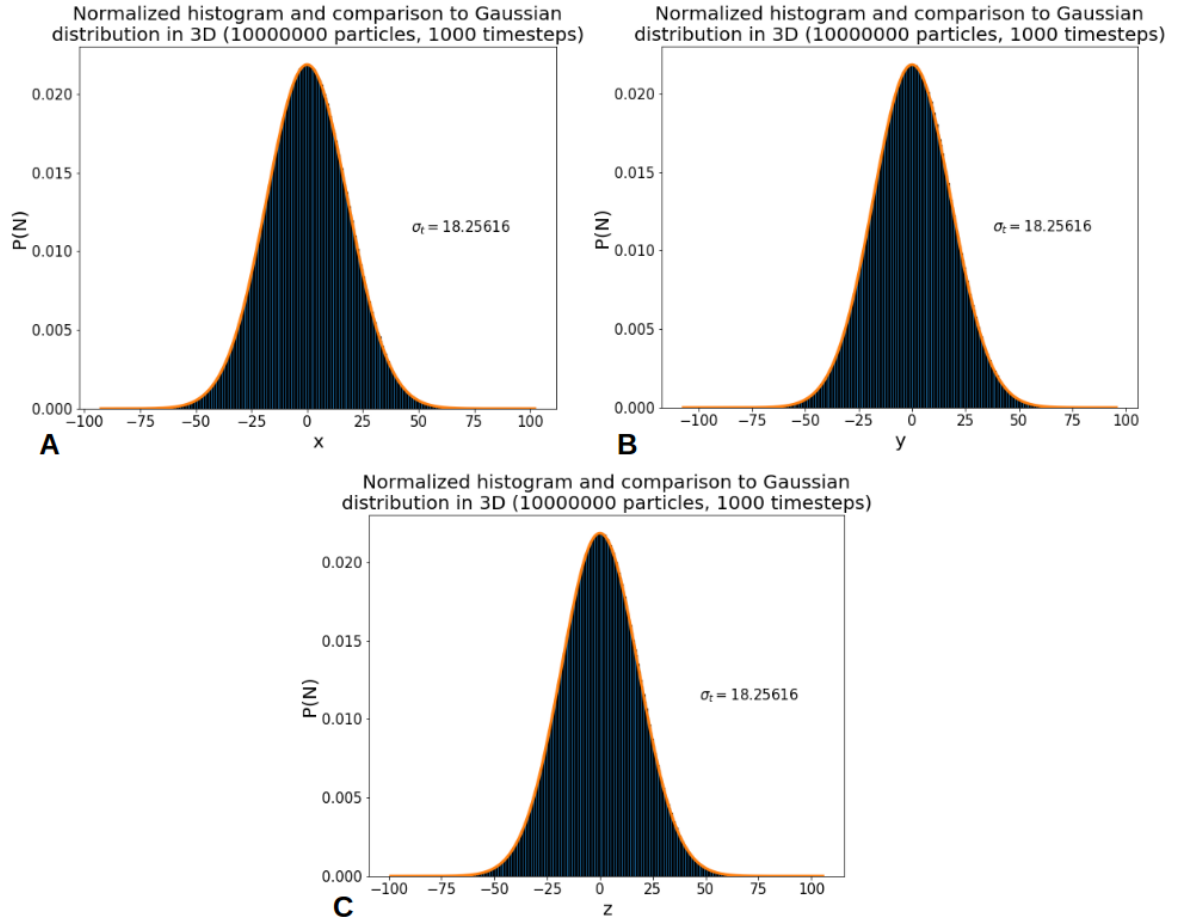 Normalized histogram and comparison to Gaussian
distribution in 3D (10000000 particles, 1000 timesteps)
P(N)
0.020
0.015
0.010
0.005
0.000
σt = 18.25616
−100 −75 −50 −25 0 25 50 75 100
x
A
Normalized histogram and comparison to Gaussian
distribution in 3D (10000000 particles, 1000 timesteps)
P(N)
0.020
0.015
0.010
0.005
0.000
σt = 18.25616
−100 −75 −50 −25 0 25 50 75 100
y
B
Normalized histogram and comparison to Gaussian
distribution in 3D (10000000 particles, 1000 timesteps)
P(N)
0.020
0.015
0.010
0.005
0.000
σt = 18.25616
−100 −75 −50 −25 0 25 50 75 100
z
C